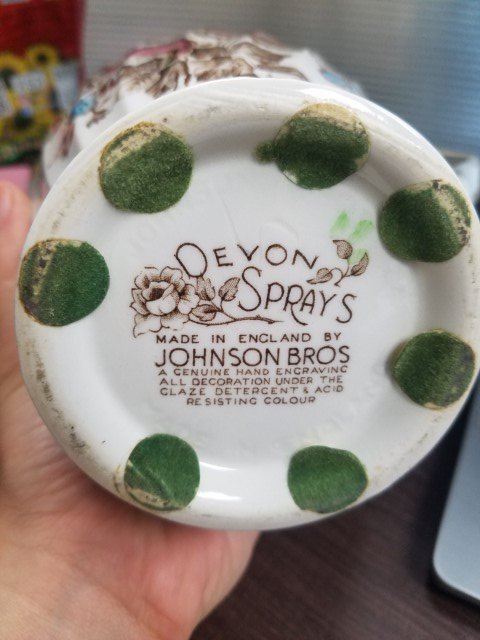 DEVON
SPRAYS
MADE IN ENGLAND BY
JOHNSON BROS
A GENUINE HAND ENGRAVING
ALL DECORATION UNDER THE
GLAZE DETERGENT & ACID
RESISTING COLOUR